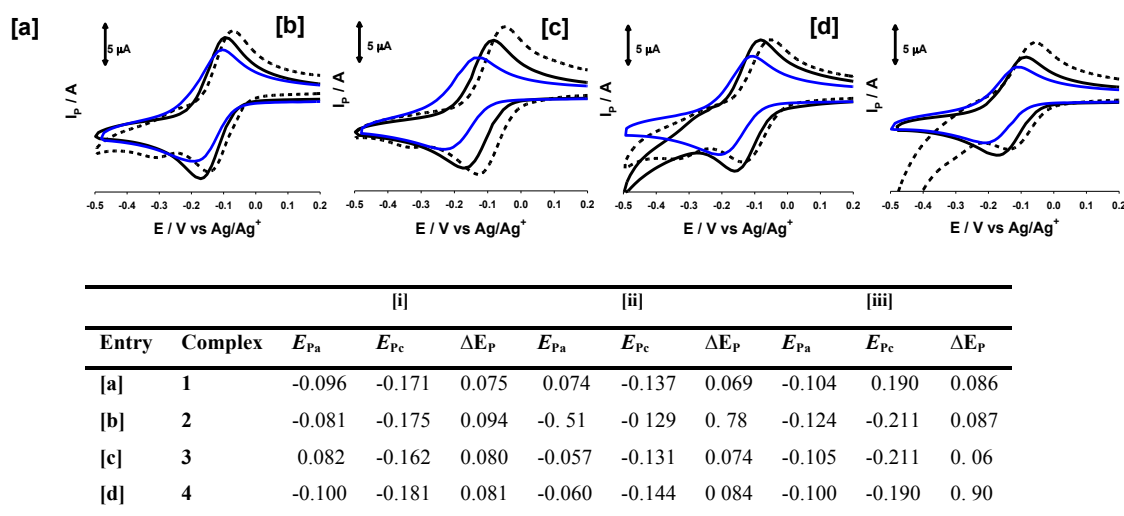 [a] [b] [c] [d]
5 µA 5 µA 5 µA 5 µA
I_P / A I_P / A I_P / A I_P / A
-0.5 -0.4 -0.3 -0.2 -0.1 0.0 0.1 0.2 -0.5 -0.4 -0.3 -0.2 -0.1 0.0 0.1 0.2 -0.5 -0.4 -0.3 -0.2 -0.1 0.0 0.1 0.2 -0.5 -0.4 -0.3 -0.2 -0.1 0.0 0.1 0.2
E / V vs Ag/Ag⁺ E / V vs Ag/Ag⁺ E / V vs Ag/Ag⁺ E / V vs Ag/Ag⁺
[i] [ii] [iii]
Entry Complex E_Pa E_Pc ΔE_P E_Pa E_Pc ΔE_P E_Pa E_Pc ΔE_P
[a] 1 -0.096 -0.171 0.075 0.074 -0.137 0.069 -0.104 0.190 0.086
[b] 2 -0.081 -0.175 0.094 -0. 51 -0 129 0. 78 -0.124 -0.211 0.087
[c] 3 0.082 -0.162 0.080 -0.057 -0.131 0.074 -0.105 -0.211 0. 06
[d] 4 -0.100 -0.181 0.081 -0.060 -0.144 0 084 -0.100 -0.190 0. 90